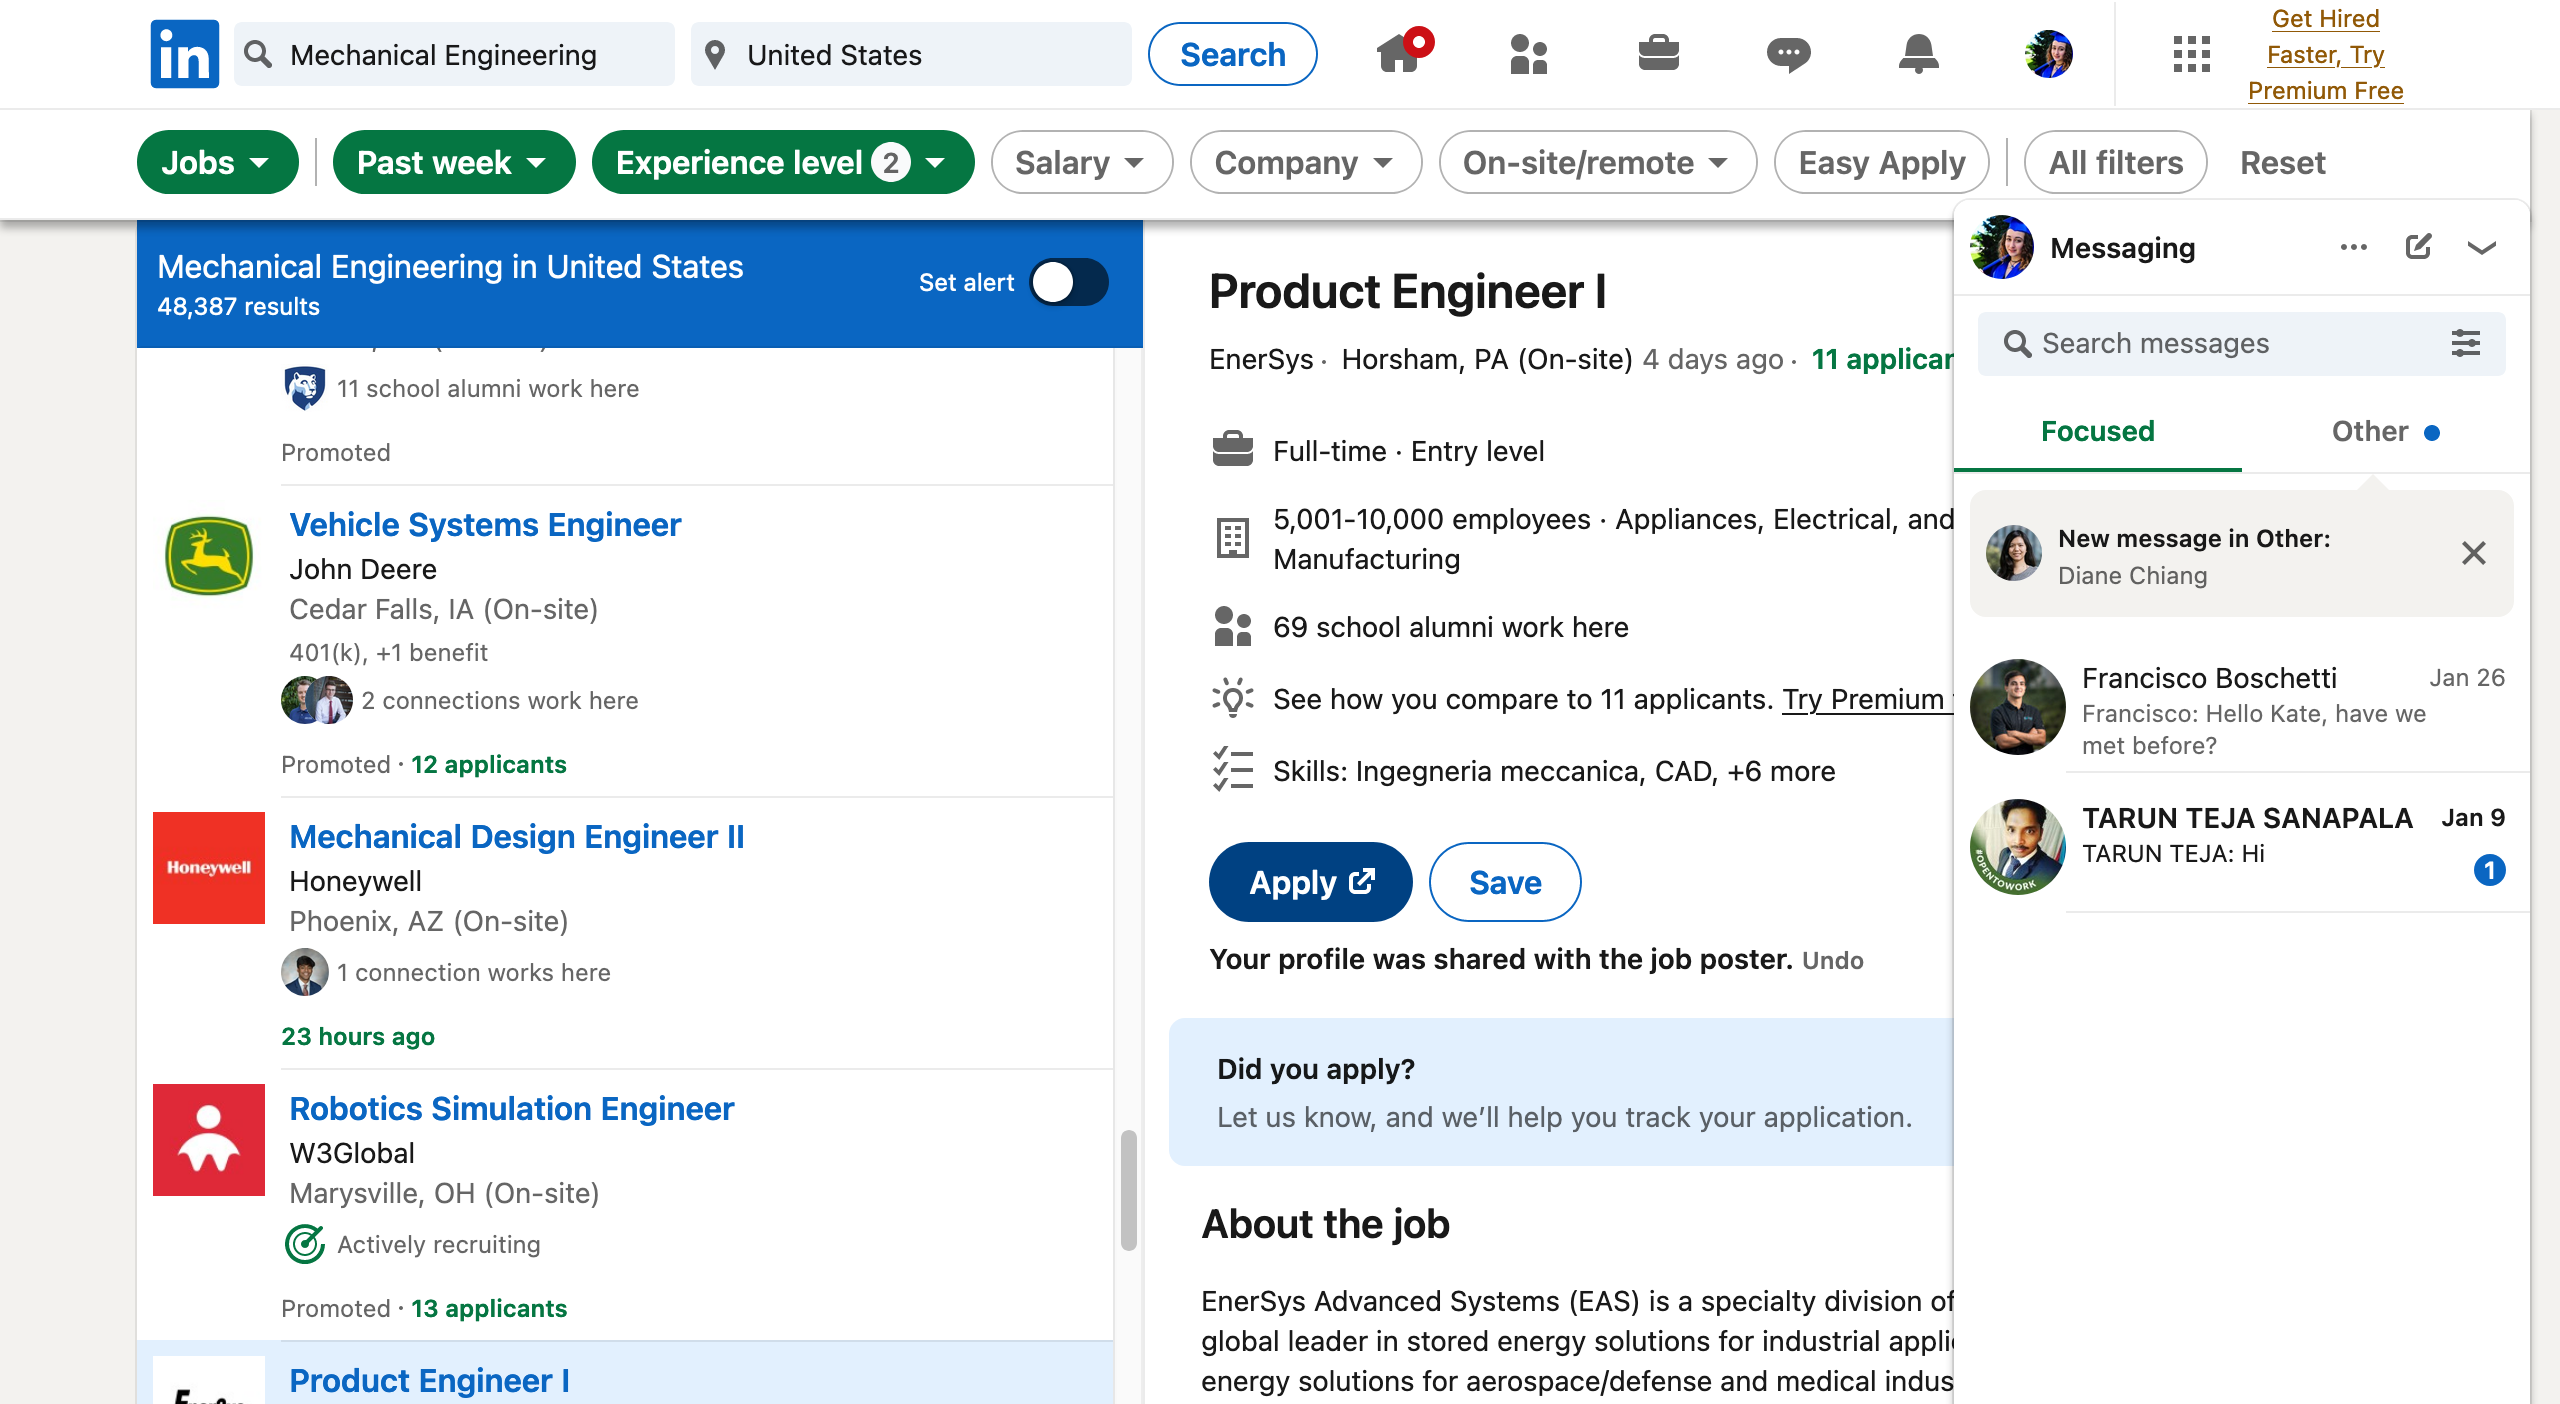 in
Mechanical Engineering
United States
Search
Get Hired
Faster, Try
Premium Free
Jobs
Past week
Experience level 2
Salary
Company
On-site/remote
Easy Apply
All filters
Reset
Mechanical Engineering in United States
48,387 results
Set alert
11 school alumni work here
Promoted
Vehicle Systems Engineer
John Deere
Cedar Falls, IA (On-site)
401(k), +1 benefit
2 connections work here
Promoted · 12 applicants
Honeywell
Mechanical Design Engineer II
Honeywell
Phoenix, AZ (On-site)
1 connection works here
23 hours ago
Robotics Simulation Engineer
W3Global
Marysville, OH (On-site)
Actively recruiting
Promoted · 13 applicants
Product Engineer I
Product Engineer I
EnerSys · Horsham, PA (On-site) 4 days ago · 11 applican
Full-time · Entry level
5,001-10,000 employees · Appliances, Electrical, and
Manufacturing
69 school alumni work here
See how you compare to 11 applicants. Try Premium
Skills: Ingegneria meccanica, CAD, +6 more
Apply
Save
Your profile was shared with the job poster. Undo
Did you apply?
Let us know, and we’ll help you track your application.
About the job
EnerSys Advanced Systems (EAS) is a specialty division of
global leader in stored energy solutions for industrial appli
energy solutions for aerospace/defense and medical indus
Messaging
Search messages
Focused
Other
New message in Other:
Diane Chiang
Francisco Boschetti
Jan 26
Francisco: Hello Kate, have we
met before?
TARUN TEJA SANAPALA
Jan 9
TARUN TEJA: Hi
1
#OPENTOWORK